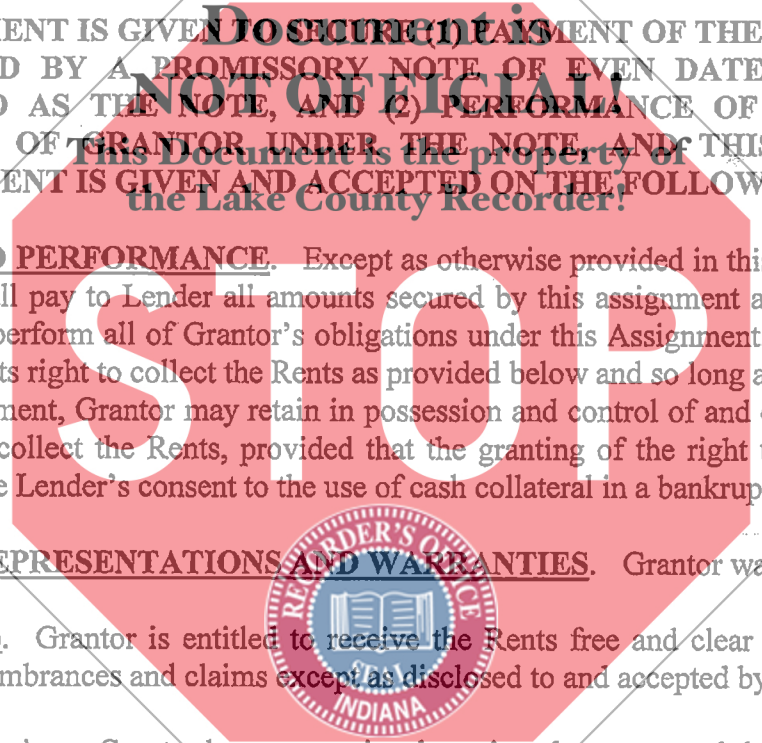 Document is
MENT IS GIVEN TO SECURE (1) PAYMENT OF THE
D BY A PROMISSORY NOTE OF EVEN DATE
NOT OFFICIAL!
O AS THE NOTE, AND (2) PERFORMANCE OF
OF GRANTOR UNDER THE NOTE, AND THIS
This Document is the property of
MENT IS GIVEN AND ACCEPTED ON THE FOLLOW
the Lake County Recorder!
D PERFORMANCE. Except as otherwise provided in this
ll pay to Lender all amounts secured by this assignment a
perform all of Grantor's obligations under this Assignment
ts right to collect the Rents as provided below and so long a
ment, Grantor may retain in possession and control of and
collect the Rents, provided that the granting of the right
e Lender's consent to the use of cash collateral in a bankrup
STOP
EPRESENTATIONS AND WARRANTIES. Grantor wa
Grantor is entitled to receive the Rents free and clear
mbrances and claims except as disclosed to and accepted by
RECORDER'S OFFICE
SEAL
INDIANA